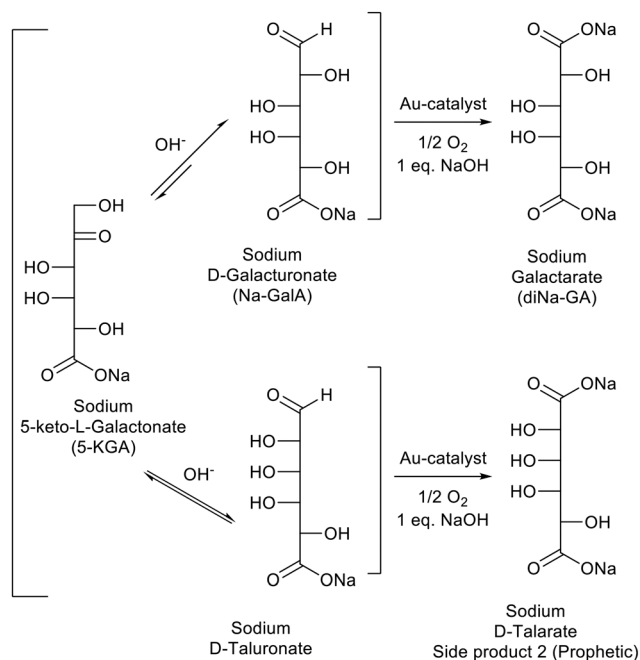 O
H
OH
HO
HO
OH
O
ONa
Sodium
D-Galacturonate
(Na-GalA)
Au-catalyst
1/2 O2
1 eq. NaOH
O
ONa
OH
HO
HO
OH
O
ONa
Sodium
Galactarate
(diNa-GA)
OH-
OH
O
HO
HO
OH
O
ONa
Sodium
5-keto-L-Galactonate
(5-KGA)
OH-
O
H
HO
HO
HO
OH
O
ONa
Sodium
D-Taluronate
Au-catalyst
1/2 O2
1 eq. NaOH
O
ONa
HO
HO
HO
OH
O
ONa
Sodium
D-Talarate
Side product 2 (Prophetic)